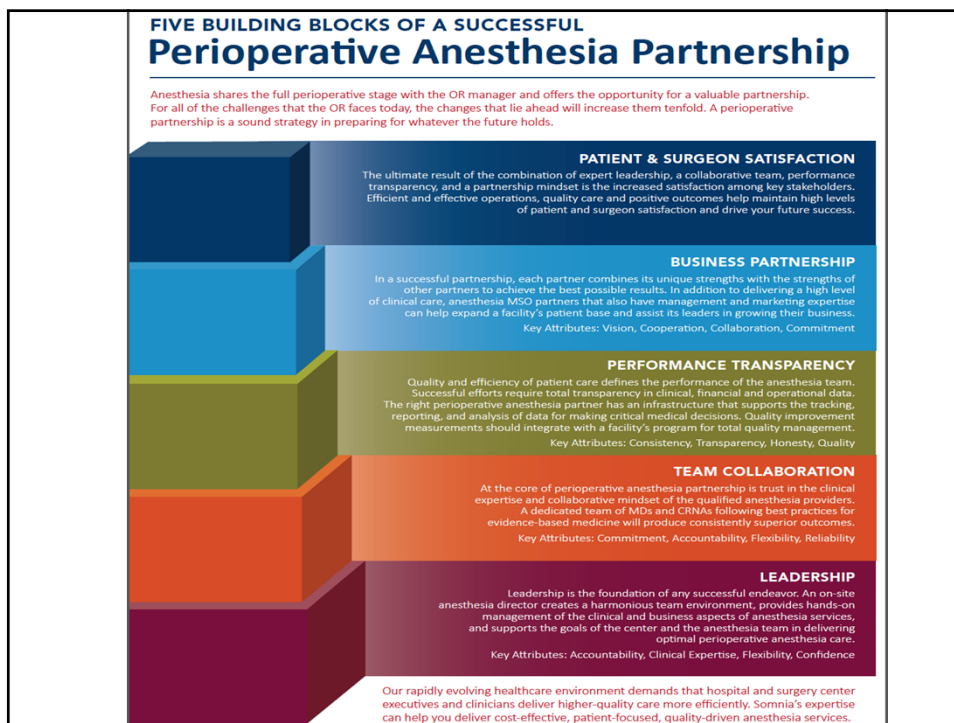 FIVE BUILDING BLOCKS OF A SUCCESSFUL
Perioperative Anesthesia Partnership
Anesthesia shares the full perioperative stage with the OR manager and offers the opportunity for a valuable partnership.
For all of the challenges that the OR faces today, the changes that lie ahead will increase them tenfold. A perioperative
partnership is a sound strategy in preparing for whatever the future holds.
PATIENT & SURGEON SATISFACTION
The ultimate result of the combination of expert leadership, a collaborative team, performance
transparency, and a partnership mindset is the increased satisfaction among key stakeholders.
Efficient and effective operations, quality care and positive outcomes help maintain high levels
of patient and surgeon satisfaction and drive your future success.
BUSINESS PARTNERSHIP
In a successful partnership, each partner combines its unique strengths with the strengths of
other partners to achieve the best possible results. In addition to delivering a high level
of clinical care, anesthesia MSO partners that also have management and marketing expertise
can help expand a facility's patient base and assist its leaders in growing their business.
Key Attributes: Vision, Cooperation, Collaboration, Commitment
PERFORMANCE TRANSPARENCY
Quality and efficiency of patient care defines the performance of the anesthesia team.
Successful efforts require total transparency in clinical, financial and operational data.
The right perioperative anesthesia partner has an infrastructure that supports the tracking,
reporting, and analysis of data for making critical medical decisions. Quality improvement
measurements should integrate with a facility's program for total quality management.
Key Attributes: Consistency, Transparency, Honesty, Quality
TEAM COLLABORATION
At the core of perioperative anesthesia partnership is trust in the clinical
expertise and collaborative mindset of the qualified anesthesia providers.
A dedicated team of MDs and CRNAs following best practices for
evidence-based medicine will produce consistently superior outcomes.
Key Attributes: Commitment, Accountability, Flexibility, Reliability
LEADERSHIP
Leadership is the foundation of any successful endeavor. An on-site
anesthesia director creates a harmonious team environment, provides hands-on
management of the clinical and business aspects of anesthesia services,
and supports the goals of the center and the anesthesia team in delivering
optimal perioperative anesthesia care.
Key Attributes: Accountability, Clinical Expertise, Flexibility, Confidence
Our rapidly evolving healthcare environment demands that hospital and surgery center
executives and clinicians deliver higher-quality care more efficiently. Somnia's expertise
can help you deliver cost-effective, patient-focused, quality-driven anesthesia services.